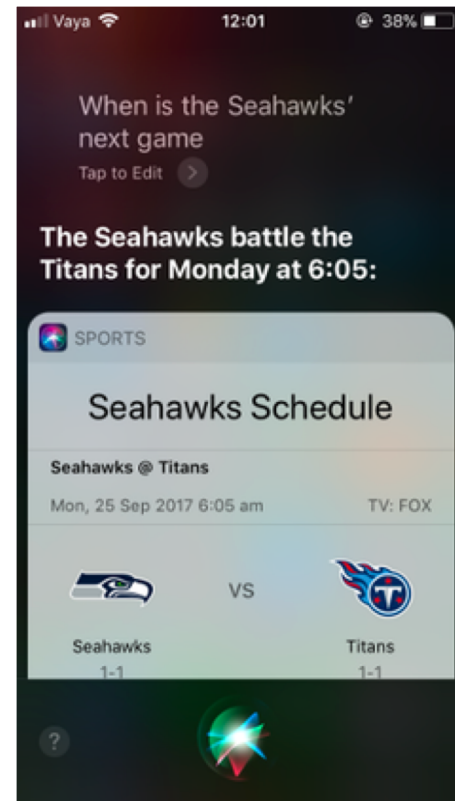 Vaya 12:01 38%
When is the Seahawks'
next game
Tap to Edit
The Seahawks battle the
Titans for Monday at 6:05:
SPORTS
Seahawks Schedule
Seahawks @ Titans
Mon, 25 Sep 2017 6:05 am TV: FOX
VS
Seahawks Titans
1-1 1-1
?